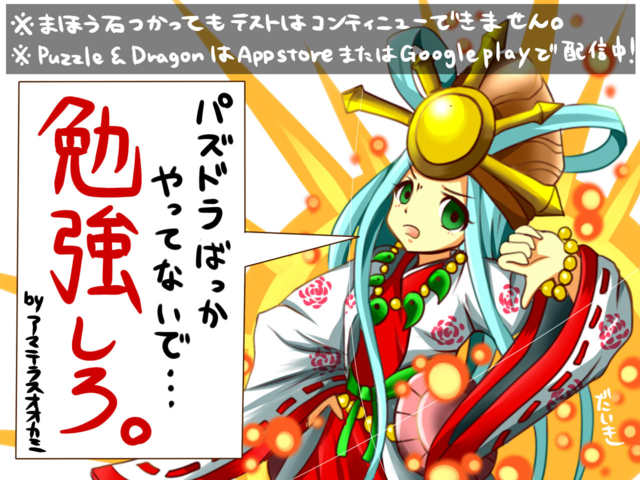 ※まほう石つかってもテストはコンティニューできません。
※Puzzle & DragonはAppstoreまたはGoogle playで配信中!
パズドラばっか
やってないで・・・
勉強しろ。
byアマテラスオオカミ
だいき